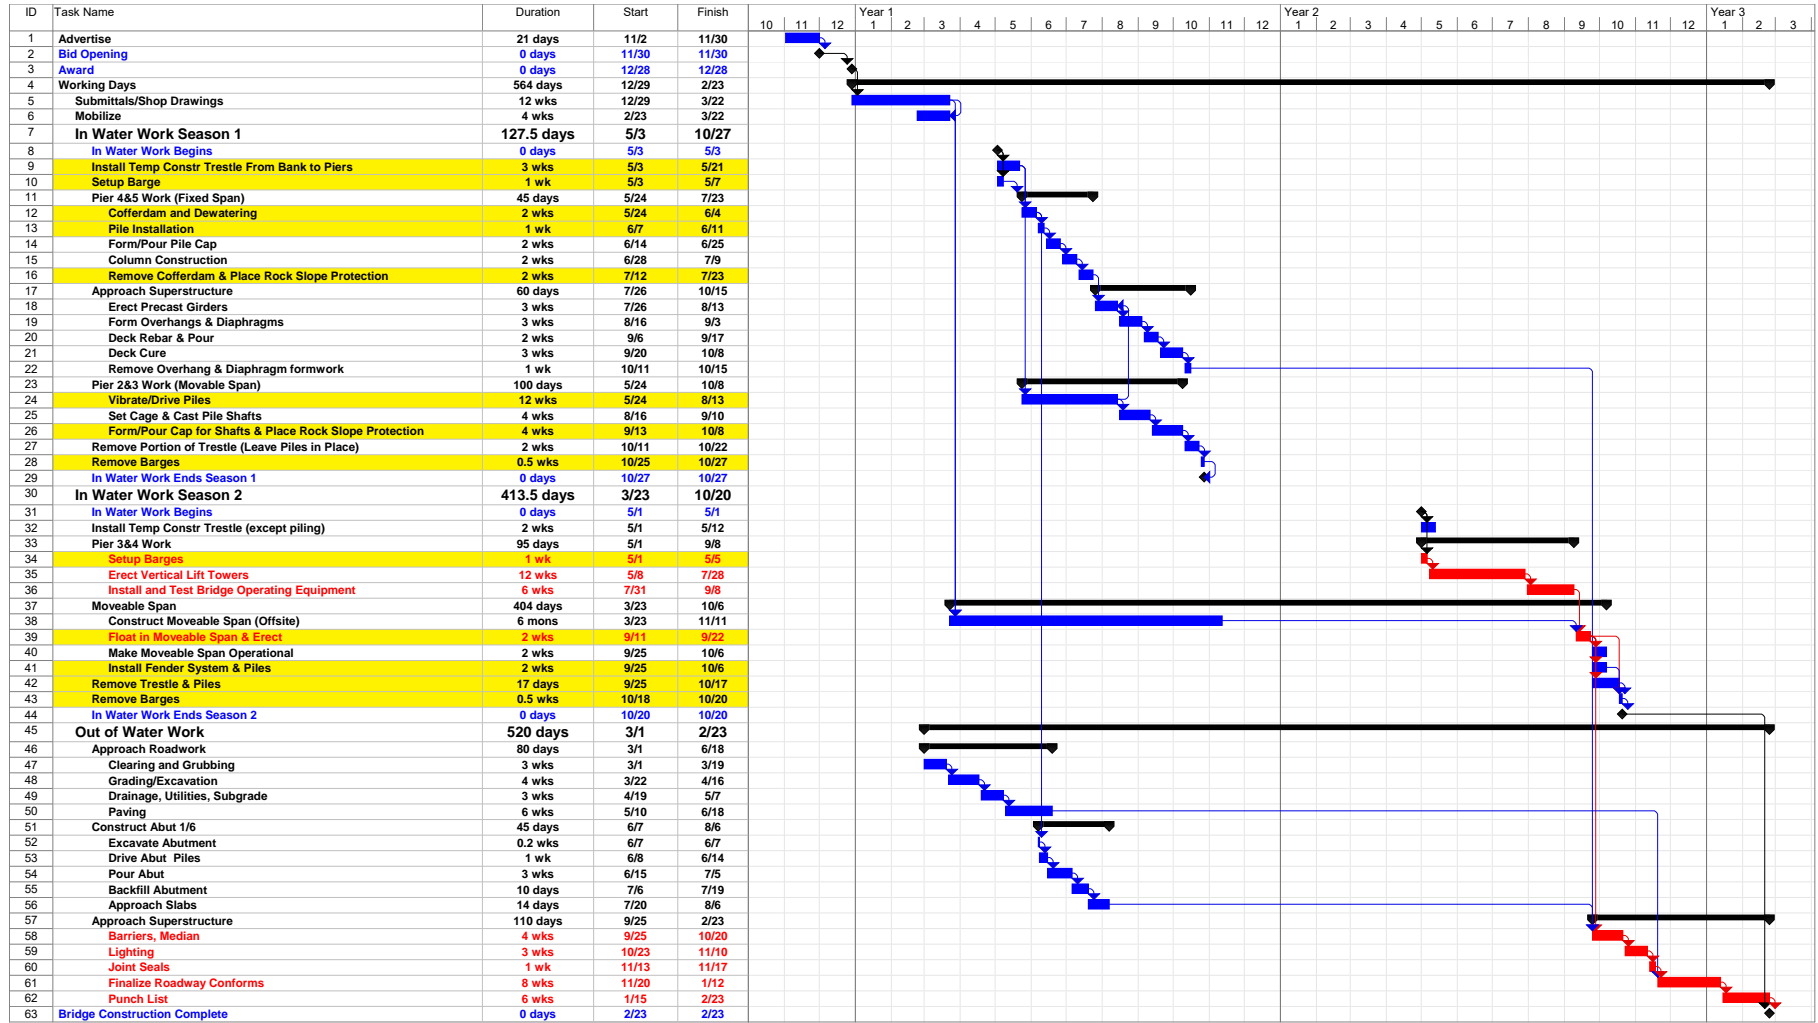 ID Task Name Duration Start Finish Year 1 Year 2 Year 3
10 11 12 1 2 3 4 5 6 7 8 9 10 11 12 1 2 3 4 5 6 7 8 9 10 11 12 1 2 3
1 Advertise 21 days 11/2 11/30
2 Bid Opening 0 days 11/30 11/30
3 Award 0 days 12/28 12/28
4 Working Days 564 days 12/29 2/23
5 Submittals/Shop Drawings 12 wks 12/29 3/22
6 Mobilize 4 wks 2/23 3/22
7 In Water Work Season 1 127.5 days 5/3 10/27
8 In Water Work Begins 0 days 5/3 5/3
9 Install Temp Constr Trestle From Bank to Piers 3 wks 5/3 5/21
10 Setup Barge 1 wk 5/3 5/7
11 Pier 4&5 Work (Fixed Span) 45 days 5/24 7/23
12 Cofferdam and Dewatering 2 wks 5/24 6/4
13 Pile Installation 1 wk 6/7 6/11
14 Form/Pour Pile Cap 2 wks 6/14 6/25
15 Column Construction 2 wks 6/28 7/9
16 Remove Cofferdam & Place Rock Slope Protection 2 wks 7/12 7/23
17 Approach Superstructure 60 days 7/26 10/15
18 Erect Precast Girders 3 wks 7/26 8/13
19 Form Overhangs & Diaphragms 3 wks 8/16 9/3
20 Deck Rebar & Pour 2 wks 9/6 9/17
21 Deck Cure 3 wks 9/20 10/8
22 Remove Overhang & Diaphragm formwork 1 wk 10/11 10/15
23 Pier 2&3 Work (Movable Span) 100 days 5/24 10/8
24 Vibrate/Drive Piles 12 wks 5/24 8/13
25 Set Cage & Cast Pile Shafts 4 wks 8/16 9/10
26 Form/Pour Cap for Shafts & Place Rock Slope Protection 4 wks 9/13 10/8
27 Remove Portion of Trestle (Leave Piles in Place) 2 wks 10/11 10/22
28 Remove Barges 0.5 wks 10/25 10/27
29 In Water Work Ends Season 1 0 days 10/27 10/27
30 In Water Work Season 2 413.5 days 3/23 10/20
31 In Water Work Begins 0 days 5/1 5/1
32 Install Temp Constr Trestle (except piling) 2 wks 5/1 5/12
33 Pier 3&4 Work 95 days 5/1 9/8
34 Setup Barges 1 wk 5/1 5/5
35 Erect Vertical Lift Towers 12 wks 5/8 7/28
36 Install and Test Bridge Operating Equipment 6 wks 7/31 9/8
37 Moveable Span 404 days 3/23 10/6
38 Construct Moveable Span (Offsite) 6 mons 3/23 11/11
39 Float in Moveable Span & Erect 2 wks 9/11 9/22
40 Make Moveable Span Operational 2 wks 9/25 10/6
41 Install Fender System & Piles 2 wks 9/25 10/6
42 Remove Trestle & Piles 17 days 9/25 10/17
43 Remove Barges 0.5 wks 10/18 10/20
44 In Water Work Ends Season 2 0 days 10/20 10/20
45 Out of Water Work 520 days 3/1 2/23
46 Approach Roadwork 80 days 3/1 6/18
47 Clearing and Grubbing 3 wks 3/1 3/19
48 Grading/Excavation 4 wks 3/22 4/16
49 Drainage, Utilities, Subgrade 3 wks 4/19 5/7
50 Paving 6 wks 5/10 6/18
51 Construct Abut 1/6 45 days 6/7 8/6
52 Excavate Abutment 0.2 wks 6/7 6/7
53 Drive Abut Piles 1 wk 6/8 6/14
54 Pour Abut 3 wks 6/15 7/5
55 Backfill Abutment 10 days 7/6 7/19
56 Approach Slabs 14 days 7/20 8/6
57 Approach Superstructure 110 days 9/25 2/23
58 Barriers, Median 4 wks 9/25 10/20
59 Lighting 3 wks 10/23 11/10
60 Joint Seals 1 wk 11/13 11/17
61 Finalize Roadway Conforms 8 wks 11/20 1/12
62 Punch List 6 wks 1/15 2/23
63 Bridge Construction Complete 0 days 2/23 2/23